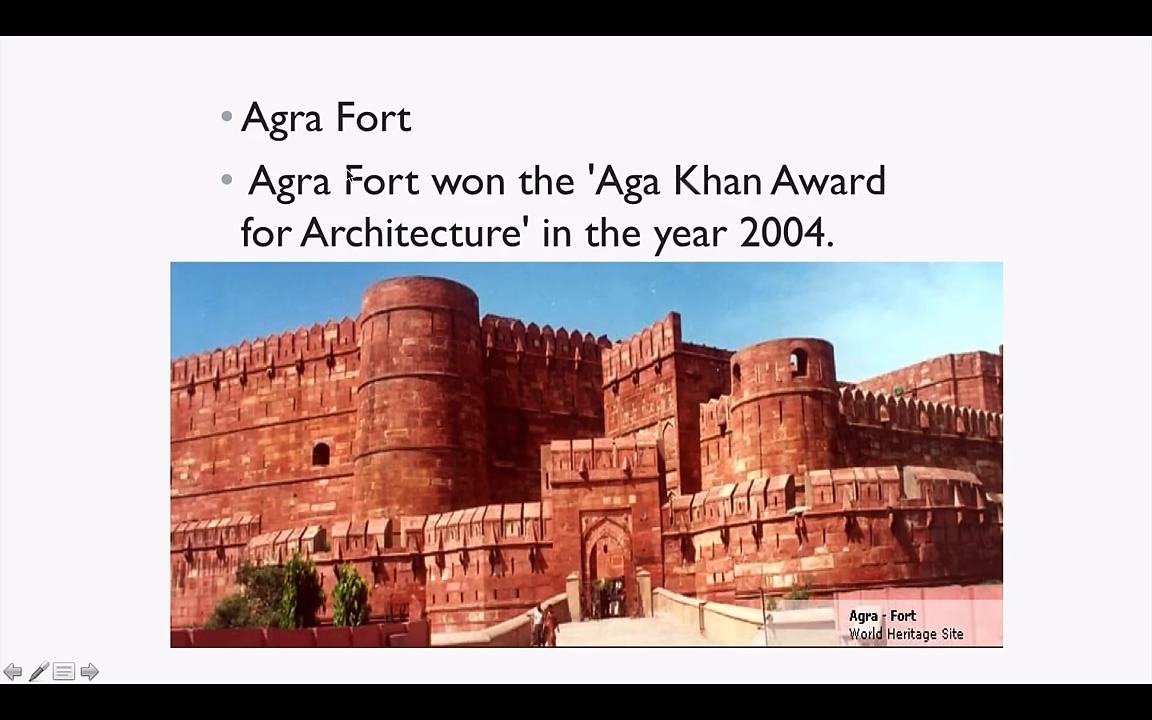 Agra Fort
Agra Fort won the 'Aga Khan Award
for Architecture' in the year 2004.
Agra - Fort
World Heritage Site